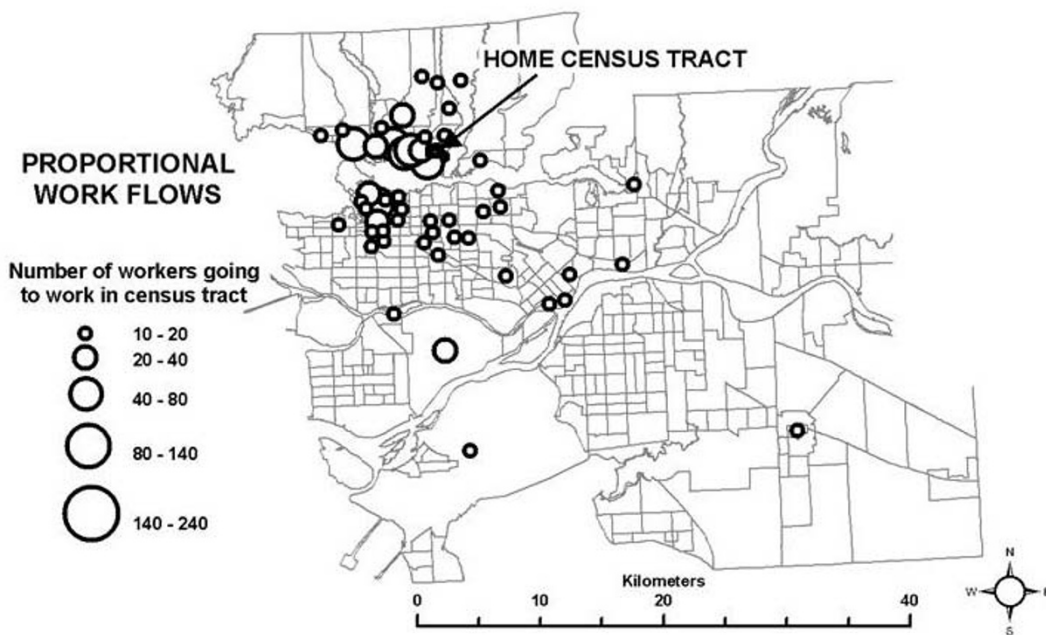 HOME CENSUS TRACT
PROPORTIONAL
WORK FLOWS
Number of workers going
to work in census tract
10 - 20
20 - 40
40 - 80
80 - 140
140 - 240
Kilometers
0 10 20 40
N
W E
S